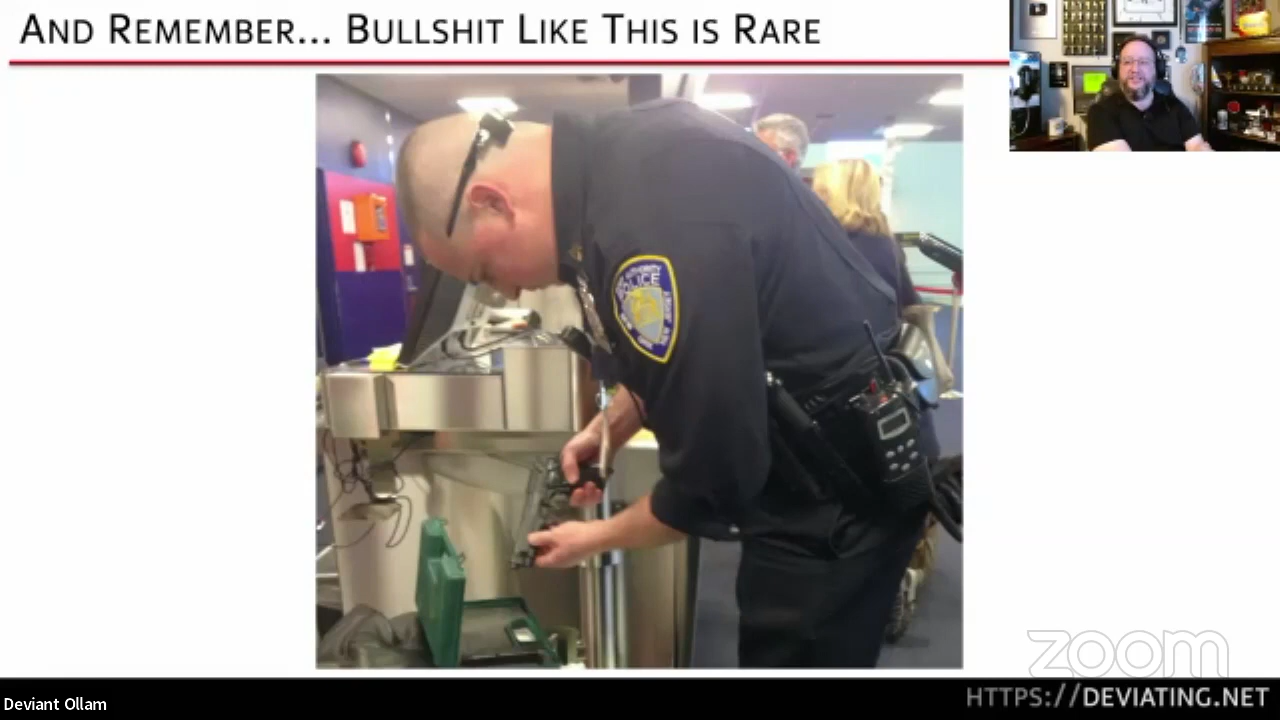 AND REMEMBER... BULLSHIT LIKE THIS IS RARE
POLICE
zoom
Deviant Ollam
HTTPS://DEVIATING.NET